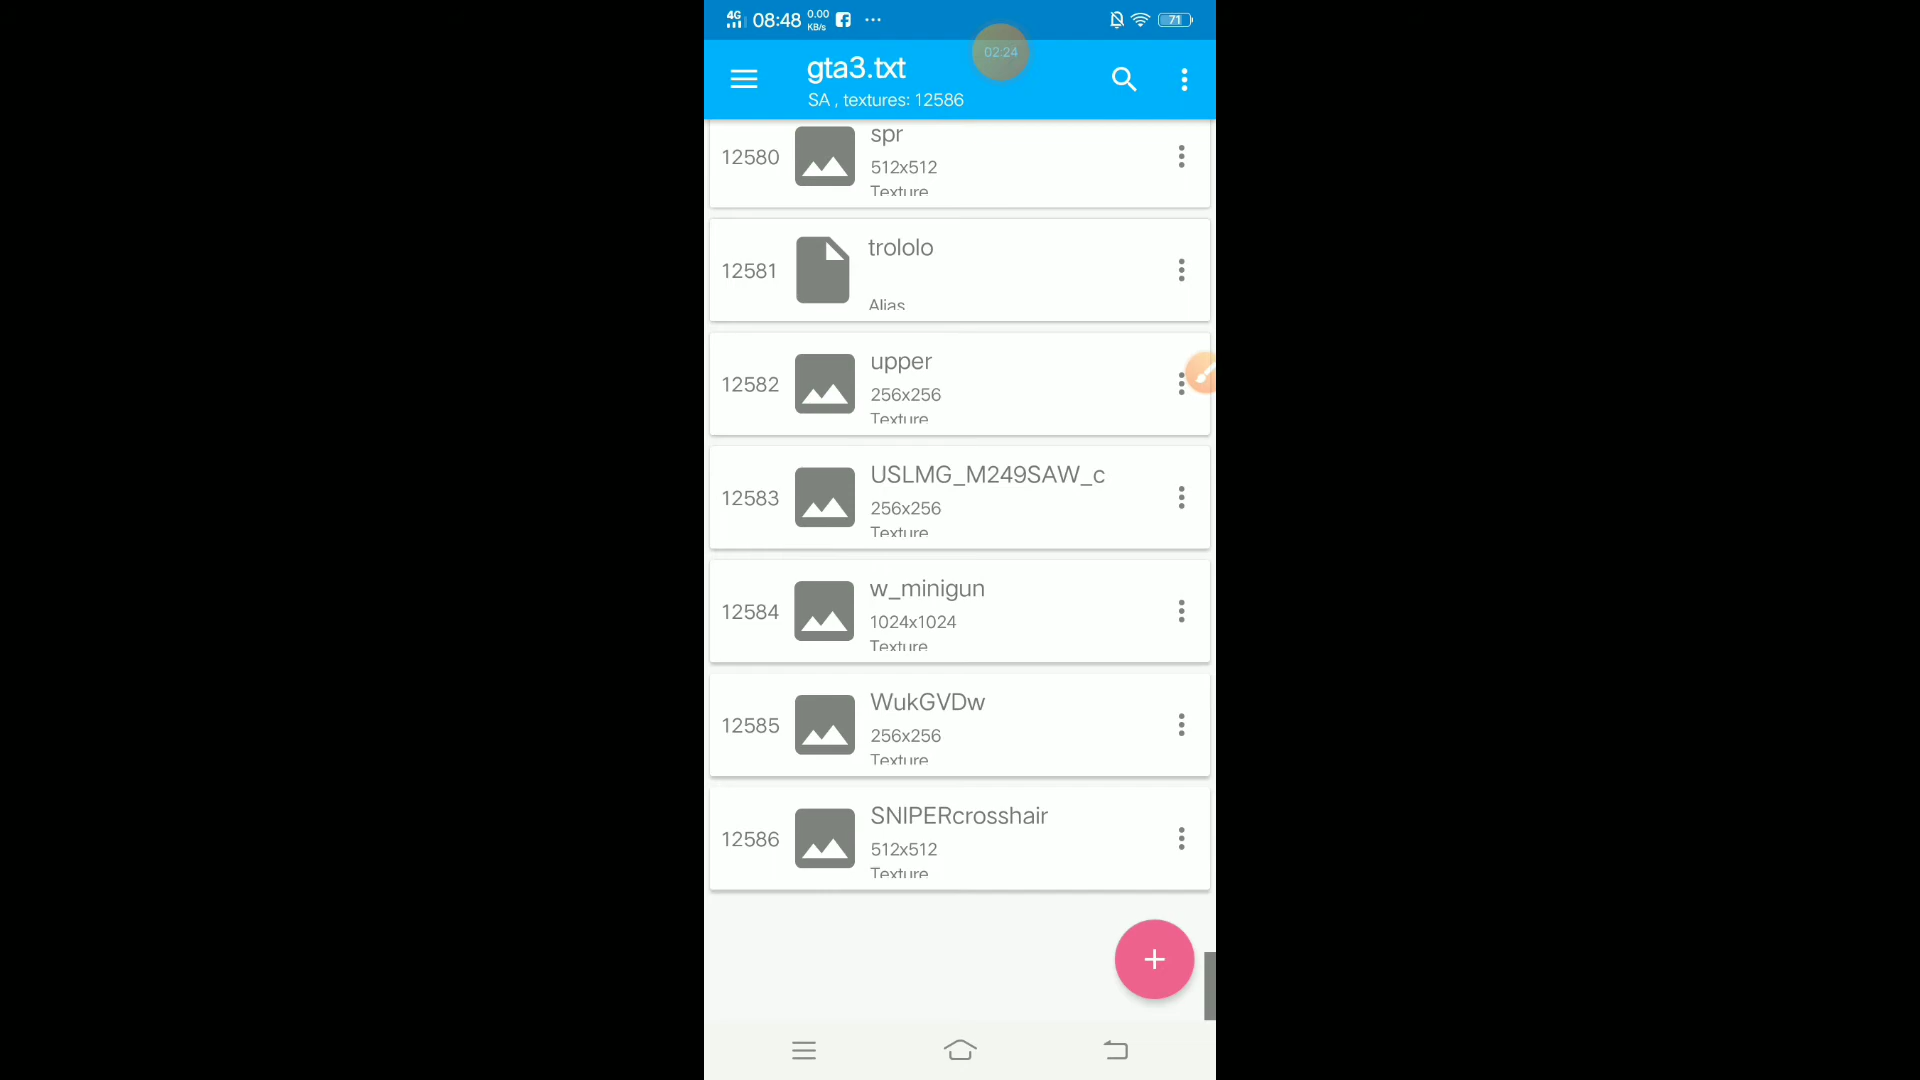 4G 08:48 0.00 KB/s 71
02:24
gta3.txt
SA , textures: 12586
12580 spr
512x512
Texture
12581 trololo
Alias
12582 upper
256x256
Texture
12583 USLMG_M249SAW_c
256x256
Texture
12584 w_minigun
1024x1024
Texture
12585 WukGVDw
256x256
Texture
12586 SNIPERcrosshair
512x512
Texture